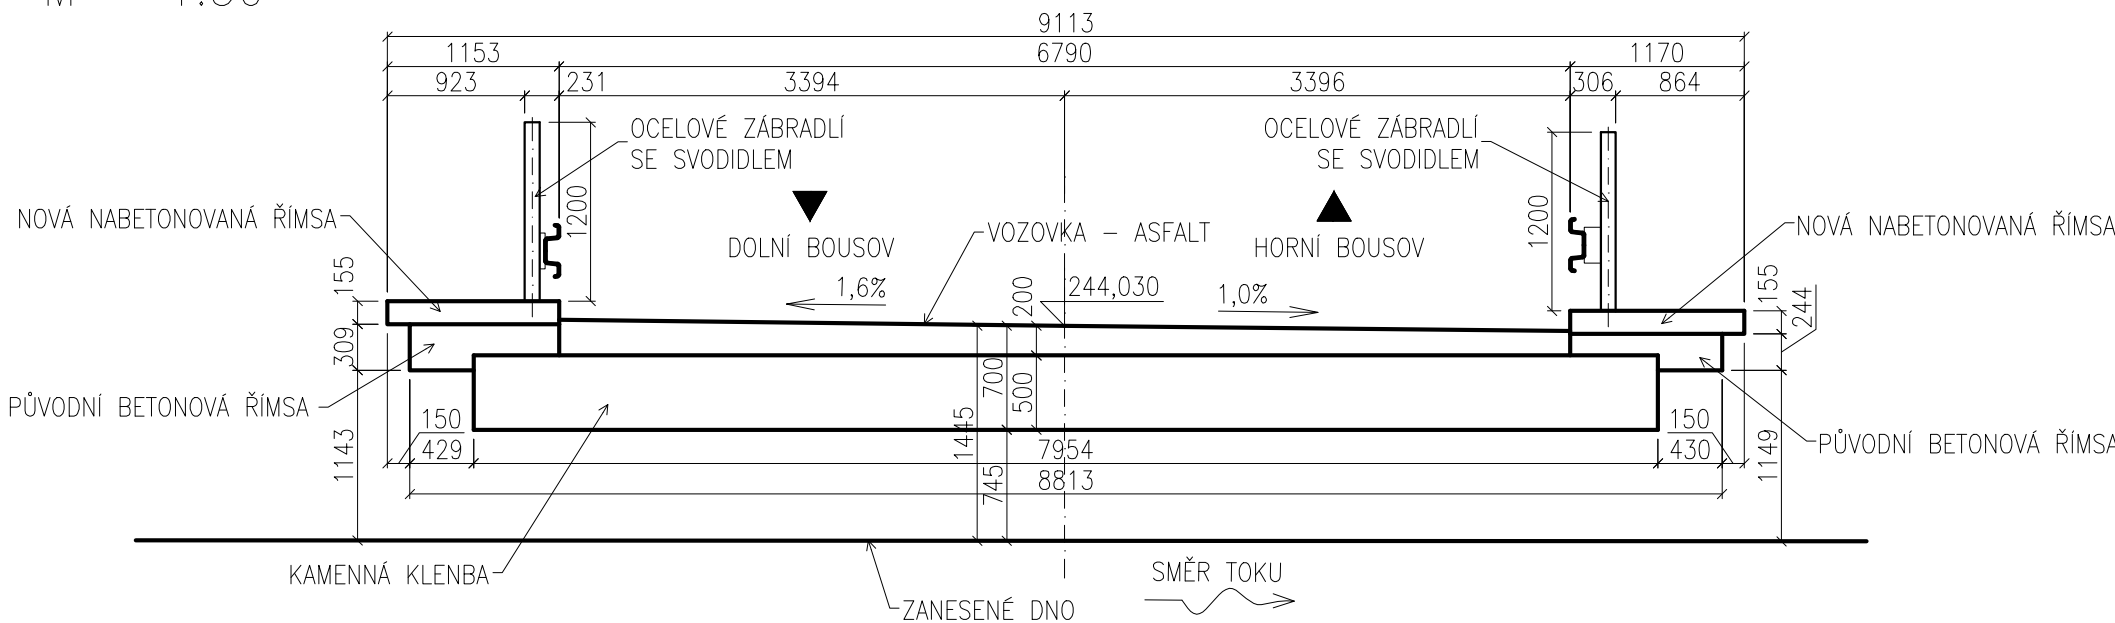 9113
1153 6790 1170
923 231 3394 3396 306 864
OCELOVÉ ZÁBRADLÍ
SE SVODIDLEM
OCELOVÉ ZÁBRADLÍ
SE SVODIDLEM
1200
1200
NOVÁ NABETONOVANÁ ŘÍMSA
DOLNÍ BOUSOV
VOZOVKA – ASFALT
HORNÍ BOUSOV
NOVÁ NABETONOVANÁ ŘÍMSA
155
1,6%
200
244,030
1,0%
155
244
309
700
500
PŮVODNÍ BETONOVÁ ŘÍMSA
1143
150
429
1445
7954
150
430
1149
PŮVODNÍ BETONOVÁ ŘÍMSA
745
8813
KAMENNÁ KLENBA
SMĚR TOKU
ZANESENÉ DNO